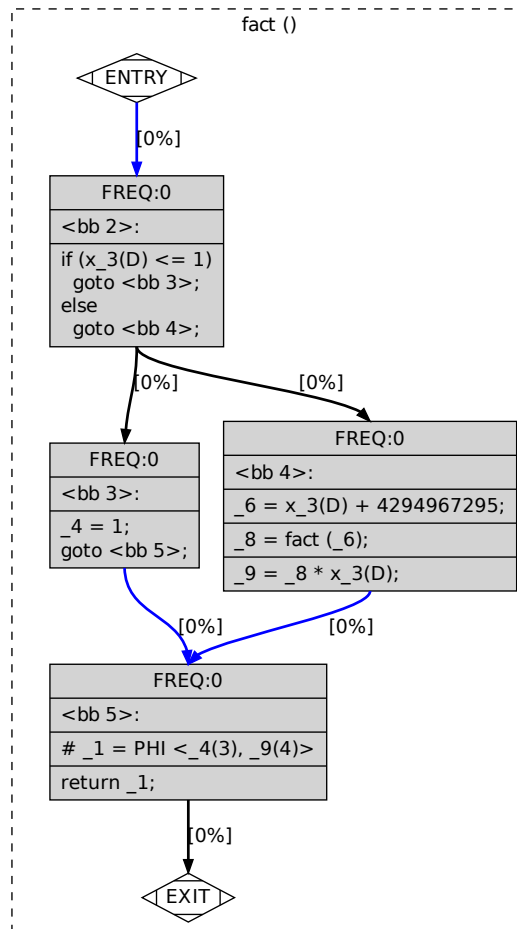 fact ()
ENTRY
[0%]
FREQ:0
<bb 2>:
if (x_3(D) <= 1)
goto <bb 3>;
else
goto <bb 4>;
[0%]
[0%]
FREQ:0
<bb 3>:
_4 = 1;
goto <bb 5>;
FREQ:0
<bb 4>:
_6 = x_3(D) + 4294967295;
_8 = fact (_6);
_9 = _8 * x_3(D);
[0%]
[0%]
FREQ:0
<bb 5>:
# _1 = PHI <_4(3), _9(4)>
return _1;
[0%]
EXIT